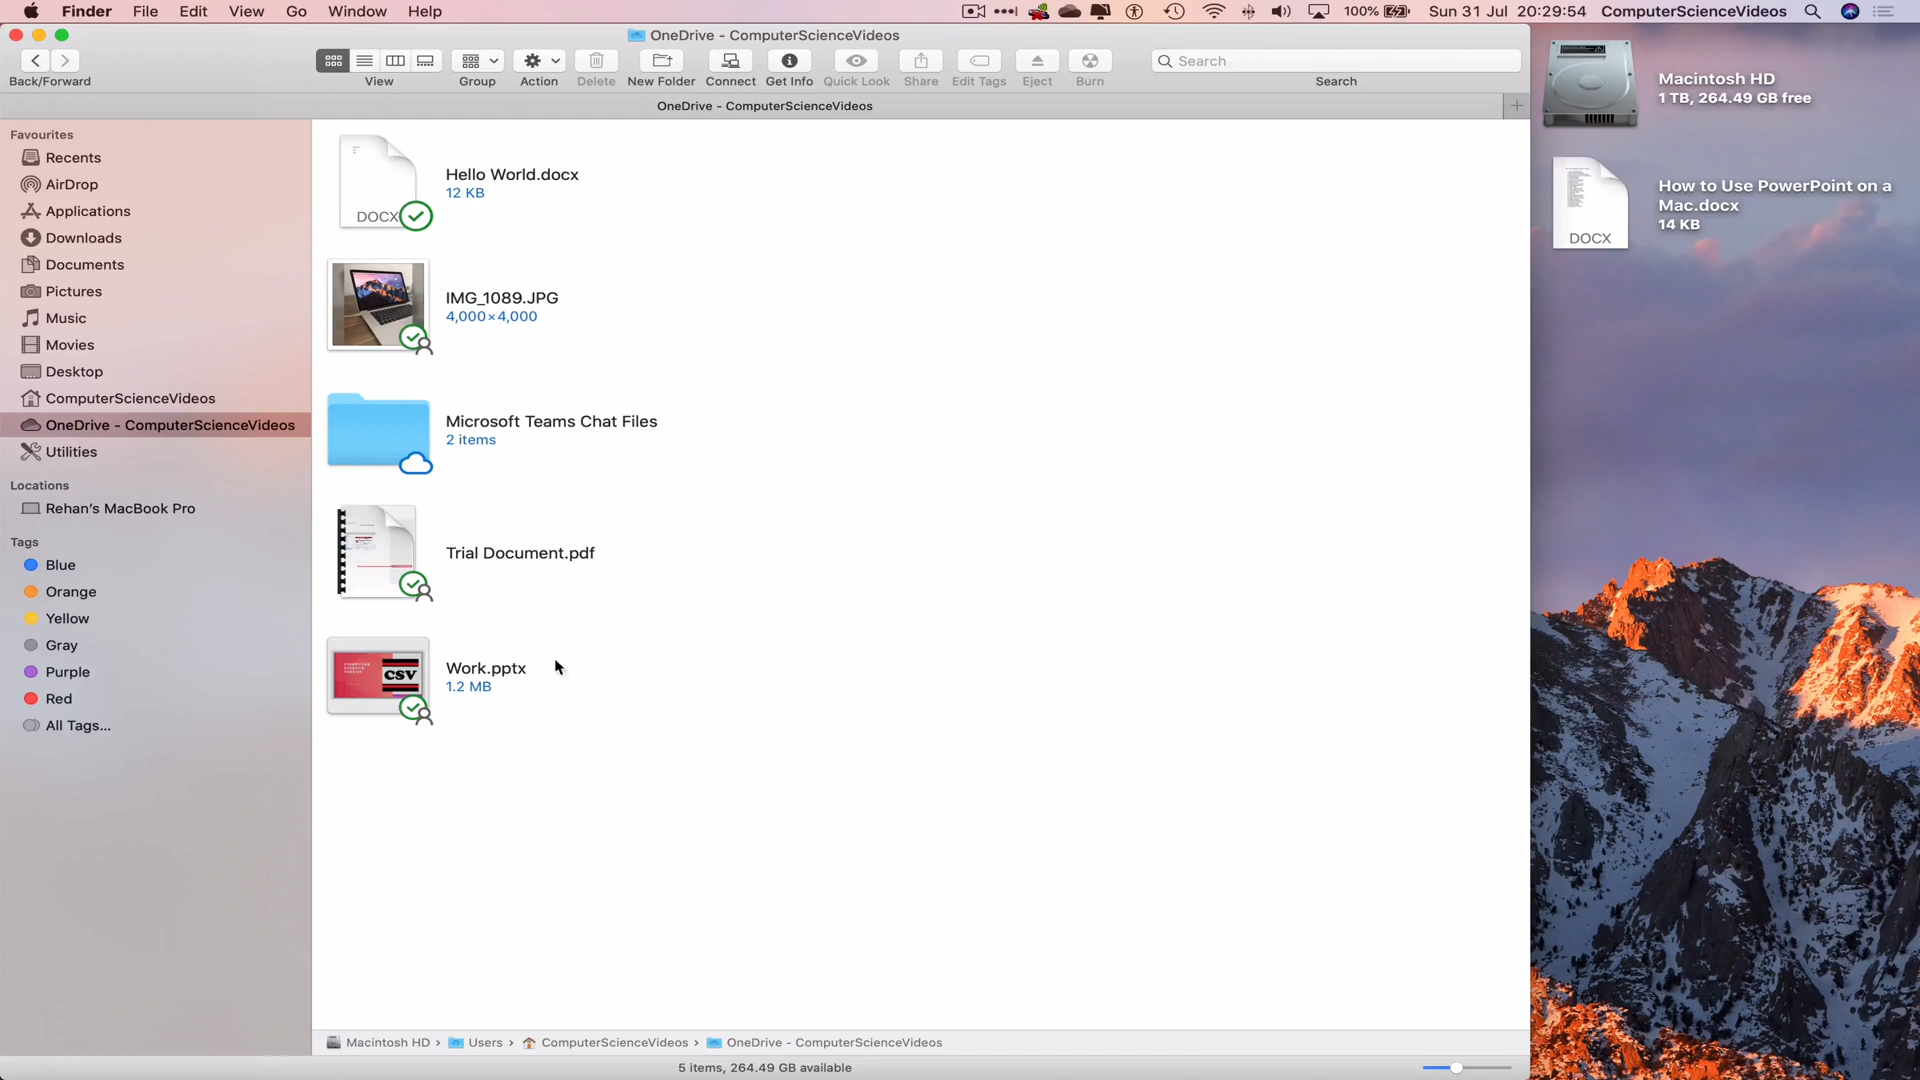 Finder File Edit View Go Window Help 100% Sun 31 Jul 20:29:54 ComputerScienceVideos
OneDrive - ComputerScienceVideos
Search
Back/Forward View Group Action Delete New Folder Connect Get Info Quick Look Share Edit Tags Eject Burn Search
OneDrive - ComputerScienceVideos
Favourites
Recents
AirDrop
Applications
Downloads
Documents
Pictures
Music
Movies
Desktop
ComputerScienceVideos
OneDrive - ComputerScienceVideos
Utilities
Locations
Rehan's MacBook Pro
Tags
Blue
Orange
Yellow
Gray
Purple
Red
All Tags...
DOCX
Hello World.docx
12 KB
IMG_1089.JPG
4,000×4,000
Microsoft Teams Chat Files
2 items
Trial Document.pdf
CSV
Work.pptx
1.2 MB
Macintosh HD › Users › ComputerScienceVideos › OneDrive - ComputerScienceVideos
5 items, 264.49 GB available
Macintosh HD
1 TB, 264.49 GB free
DOCX
How to Use PowerPoint on a
Mac.docx
14 KB